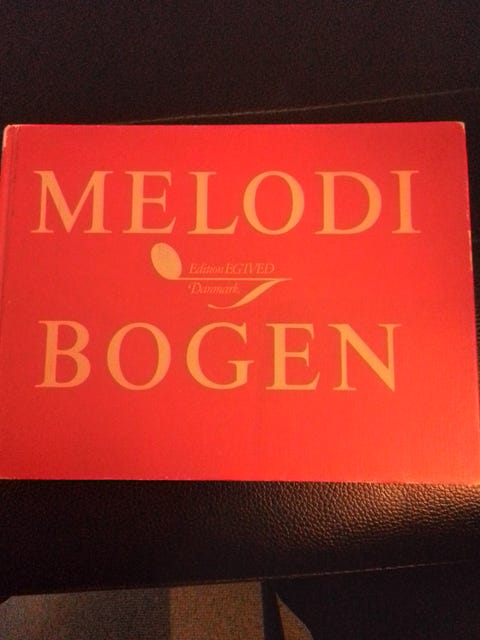 MELODI
Edition EGTVED
Danmark
BOGEN